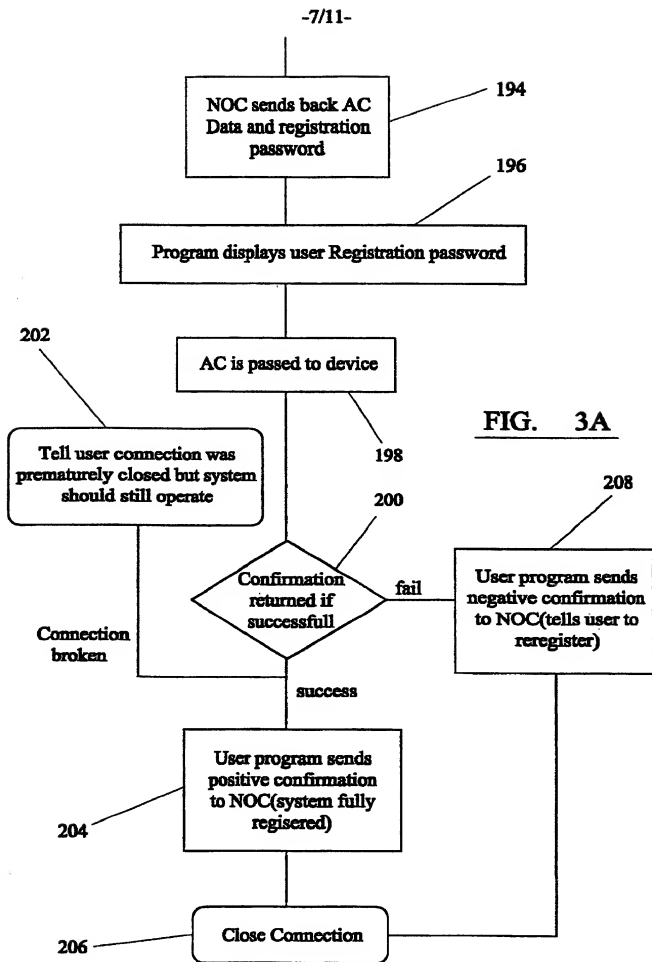 -7/11-
NOC sends back AC
Data and registration
password
194
196
Program displays user Registration password
202
AC is passed to device
198
FIG. 3A
Tell user connection was
prematurely closed but system
should still operate
200
208
Confirmation
returned if
successfull
fail
User program sends
negative confirmation
to NOC(tells user to
reregister)
Connection
broken
success
User program sends
positive confirmation
to NOC(system fully
regisered)
204
Close Connection
206